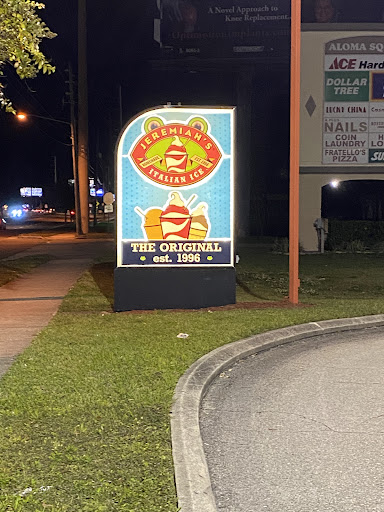 A Novel Approach to
Knee Replacement.
ALOMA SQ
ACE Hard
DOLLAR
TREE
LUCKY CHINA
NAILS
COIN
LAUNDRY
FRATELLO'S
PIZZA
SU
JEREMIAH'S
ITALIAN ICE
THE ORIGINAL
est. 1996